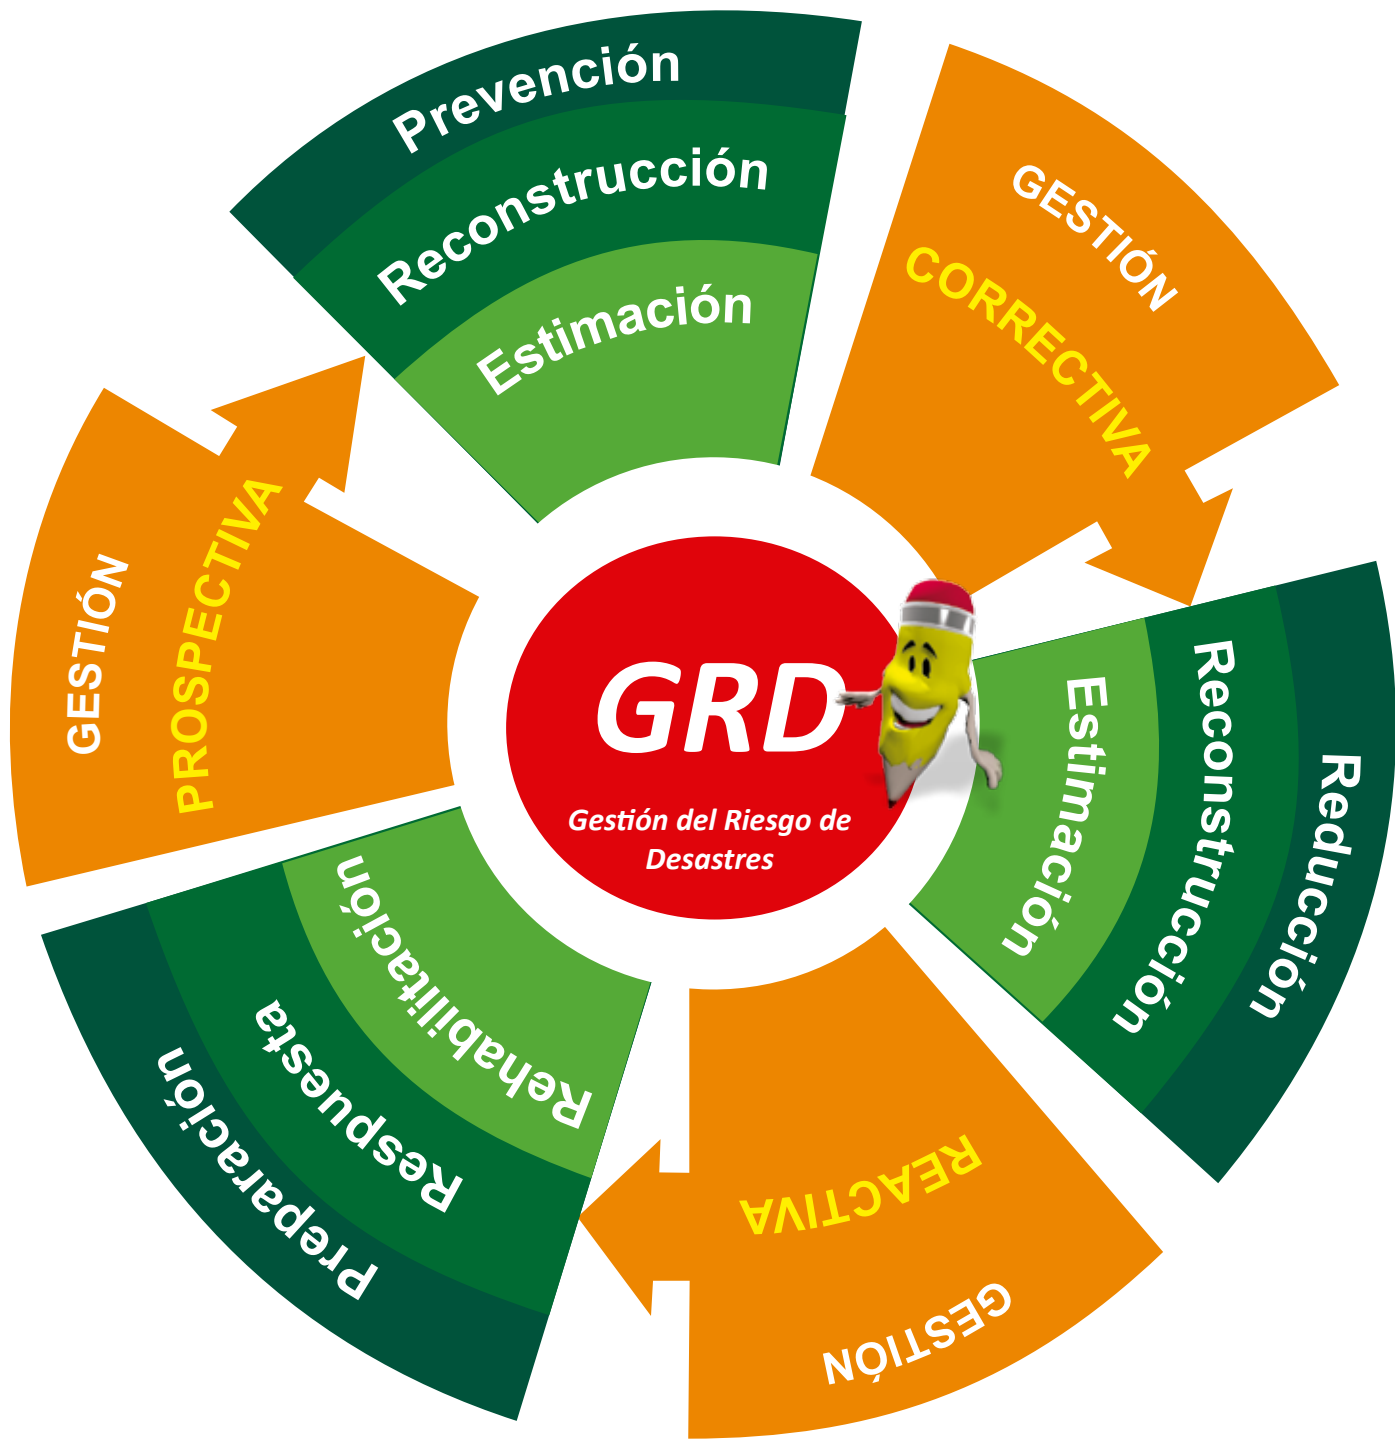 Prevención
Reconstrucción
Estimación
GESTIÓN
CORRECTIVA
Estimación
Reconstrucción
Reducción
GESTIÓN
REACTIVA
Rehabilitación
Respuesta
Preparación
GESTIÓN
PROSPECTIVA
GRD
Gestión del Riesgo de
Desastres